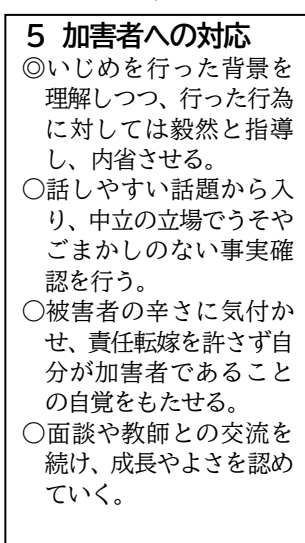 ５ 加害者への対応
◎いじめを行った背景を
理解しつつ、行った行為
に対しては毅然と指導
し、内省させる。
○話しやすい話題から入
り、中立の立場でうそや
ごまかしのない事実確
認を行う。
○被害者の辛さに気付か
せ、責任転嫁を許さず自
分が加害者であること
の自覚をもたせる。
○面談や教師との交流を
続け、成長やよさを認め
ていく。